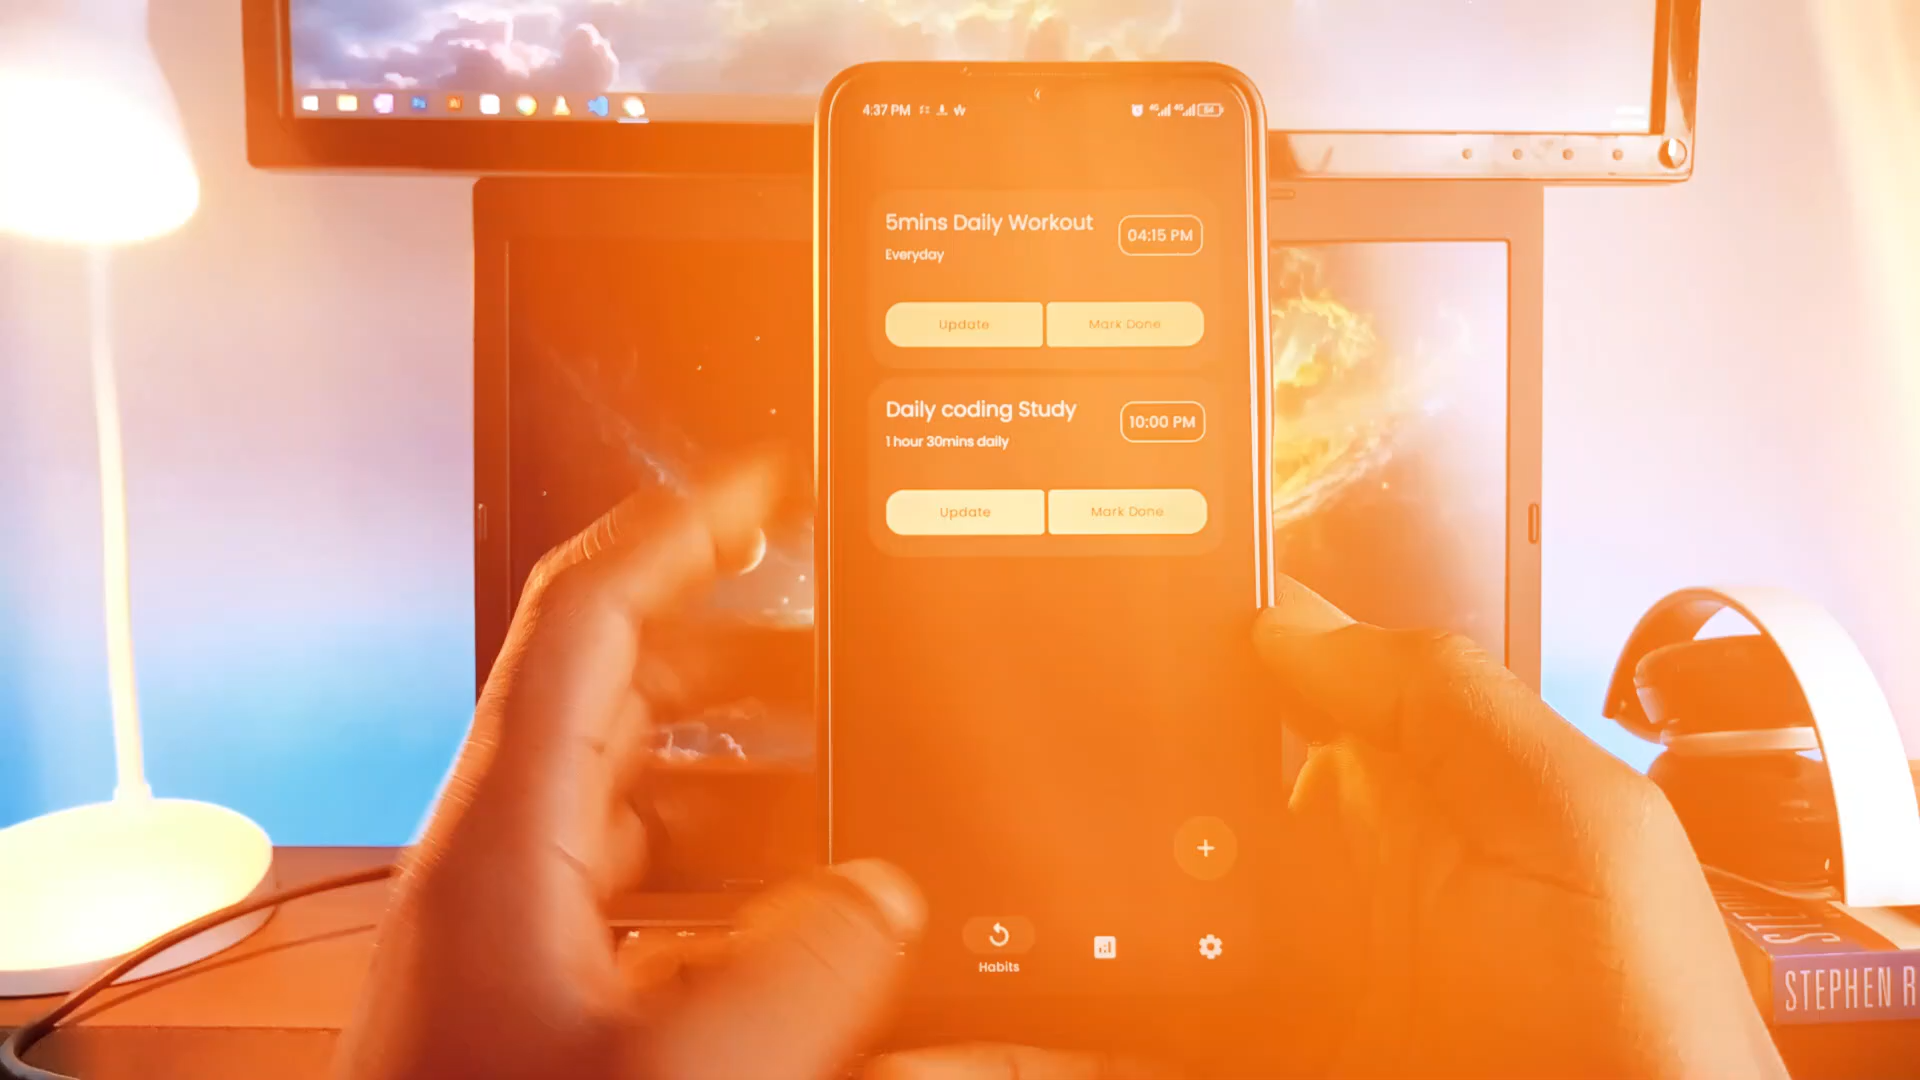 4:37 PM
54
5mins Daily Workout
04:15 PM
Everyday
Update
Mark Done
Daily coding Study
10:00 PM
1 hour 30mins daily
Update
Mark Done
+
Habits
STEPHEN R